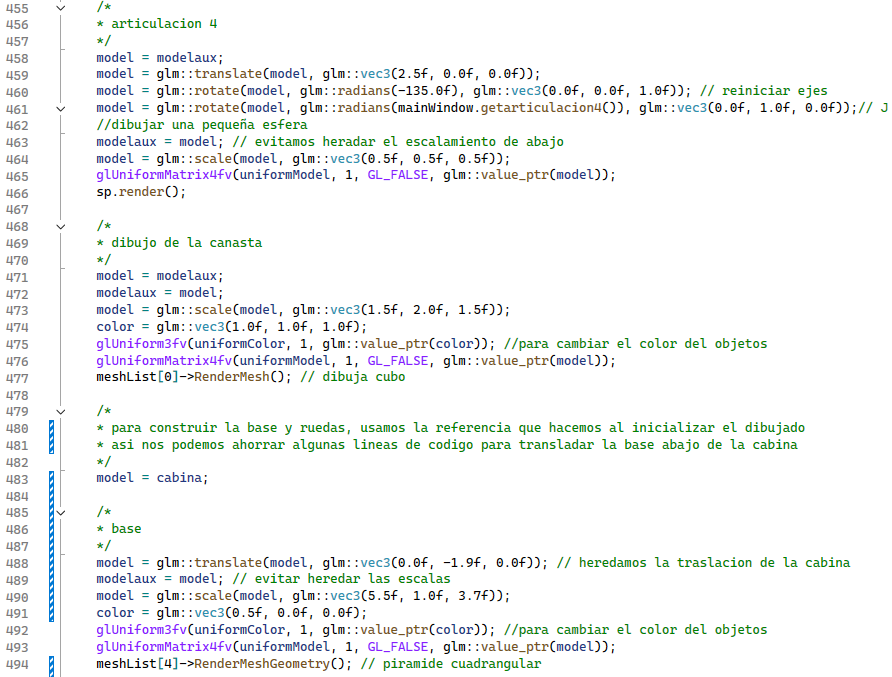 455 /*
456 * articulacion 4
457 */
458 model = modelaux;
459 model = glm::translate(model, glm::vec3(2.5f, 0.0f, 0.0f));
460 model = glm::rotate(model, glm::radians(-135.0f), glm::vec3(0.0f, 0.0f, 1.0f)); // reiniciar ejes
461 model = glm::rotate(model, glm::radians(mainWindow.getarticulacion4()), glm::vec3(0.0f, 1.0f, 0.0f));// J
462 //dibujar una pequeña esfera
463 modelaux = model; // evitamos heradar el escalamiento de abajo
464 model = glm::scale(model, glm::vec3(0.5f, 0.5f, 0.5f));
465 glUniformMatrix4fv(uniformModel, 1, GL_FALSE, glm::value_ptr(model));
466 sp.render();
467
468 /*
469 * dibujo de la canasta
470 */
471 model = modelaux;
472 modelaux = model;
473 model = glm::scale(model, glm::vec3(1.5f, 2.0f, 1.5f));
474 color = glm::vec3(1.0f, 1.0f, 1.0f);
475 glUniform3fv(uniformColor, 1, glm::value_ptr(color)); //para cambiar el color del objetos
476 glUniformMatrix4fv(uniformModel, 1, GL_FALSE, glm::value_ptr(model));
477 meshList[0]->RenderMesh(); // dibuja cubo
478
479 /*
480 * para construir la base y ruedas, usamos la referencia que hacemos al inicializar el dibujado
481 * asi nos podemos ahorrar algunas lineas de codigo para transladar la base abajo de la cabina
482 */
483 model = cabina;
484
485 /*
486 * base
487 */
488 model = glm::translate(model, glm::vec3(0.0f, -1.9f, 0.0f)); // heredamos la traslacion de la cabina
489 modelaux = model; // evitar heredar las escalas
490 model = glm::scale(model, glm::vec3(5.5f, 1.0f, 3.7f));
491 color = glm::vec3(0.5f, 0.0f, 0.0f);
492 glUniform3fv(uniformColor, 1, glm::value_ptr(color)); //para cambiar el color del objetos
493 glUniformMatrix4fv(uniformModel, 1, GL_FALSE, glm::value_ptr(model));
494 meshList[4]->RenderMeshGeometry(); // piramide cuadrangular